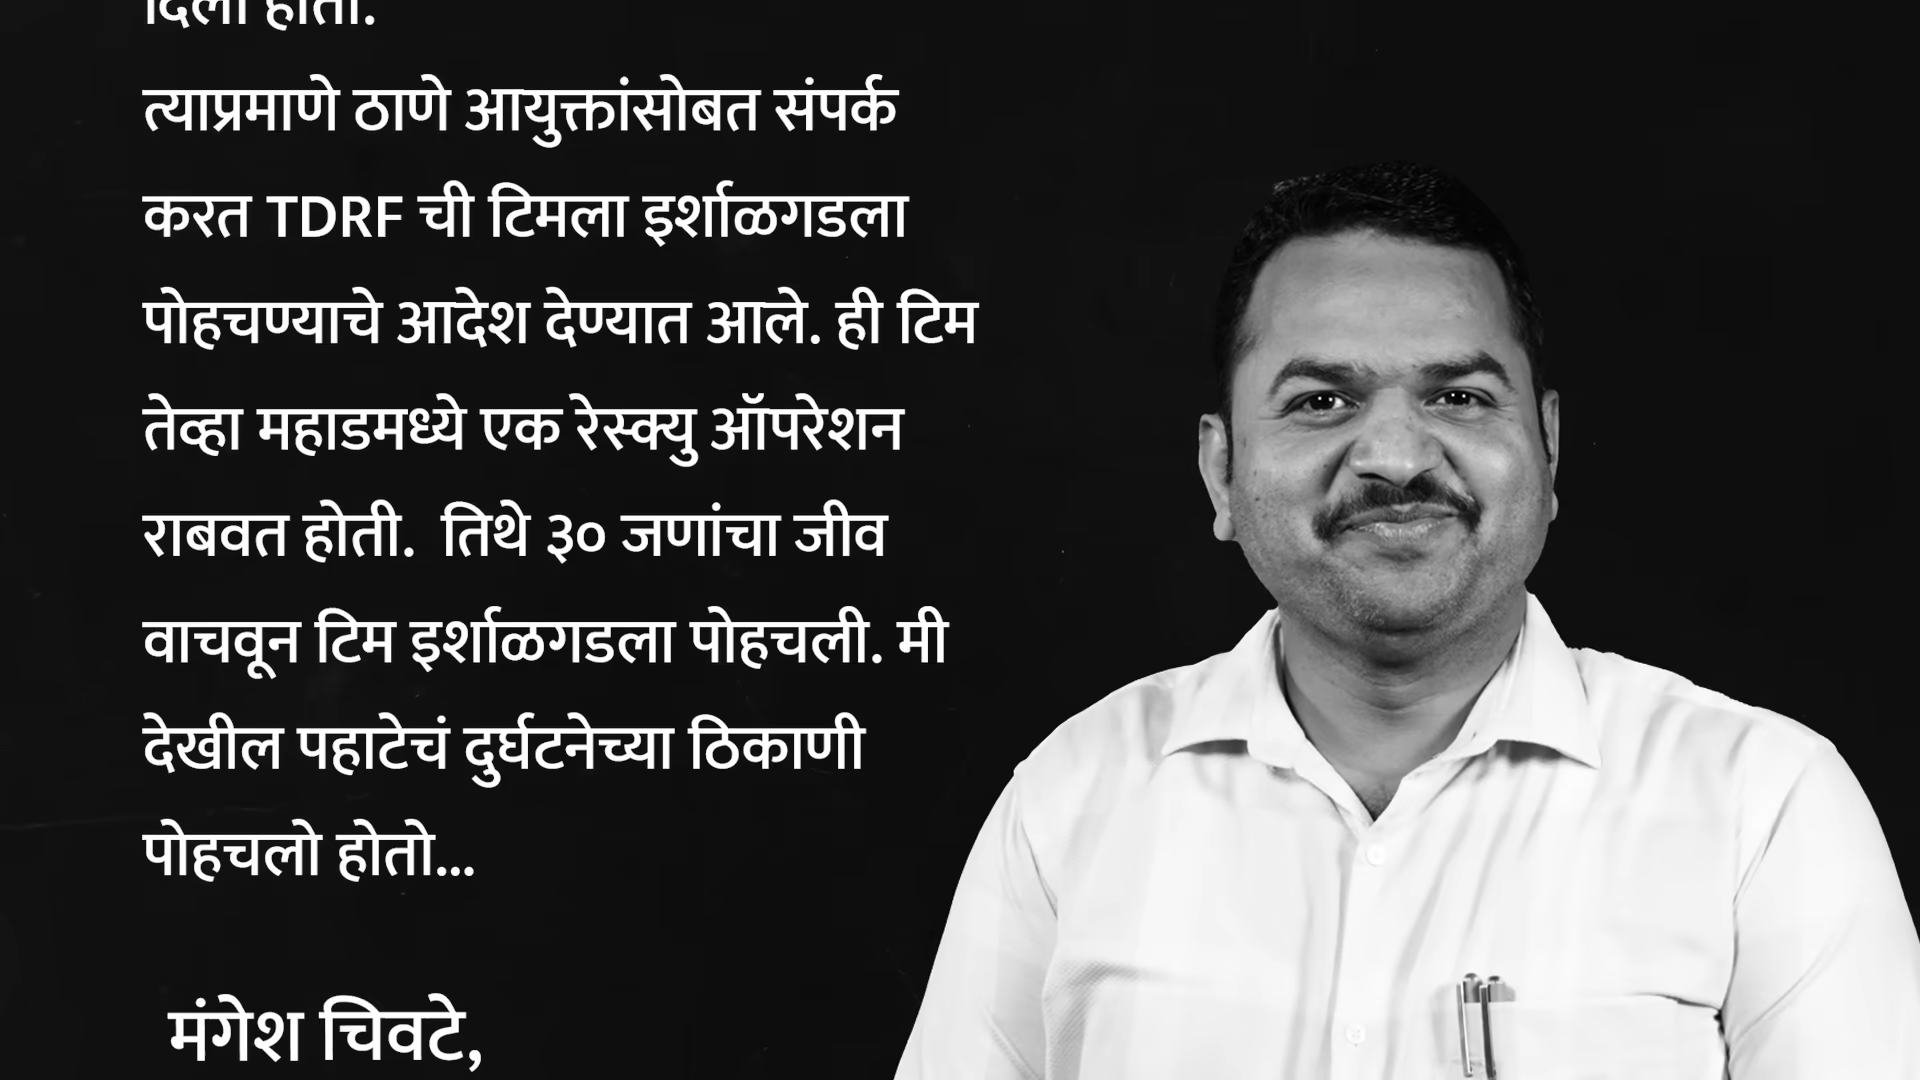 दिला होता.
त्याप्रमाणे ठाणे आयुक्तांसोबत संपर्क
करत TDRF ची टिमला इर्शाळगडला
पोहचण्याचे आदेश देण्यात आले. ही टिम
तेव्हा महाडमध्ये एक रेस्क्यु ऑपरेशन
राबवत होती. तिथे ३० जणांचा जीव
वाचवून टिम इर्शाळगडला पोहचली. मी
देखील पहाटेचं दुर्घटनेच्या ठिकाणी
पोहचलो होतो...
मंगेश चिवटे,